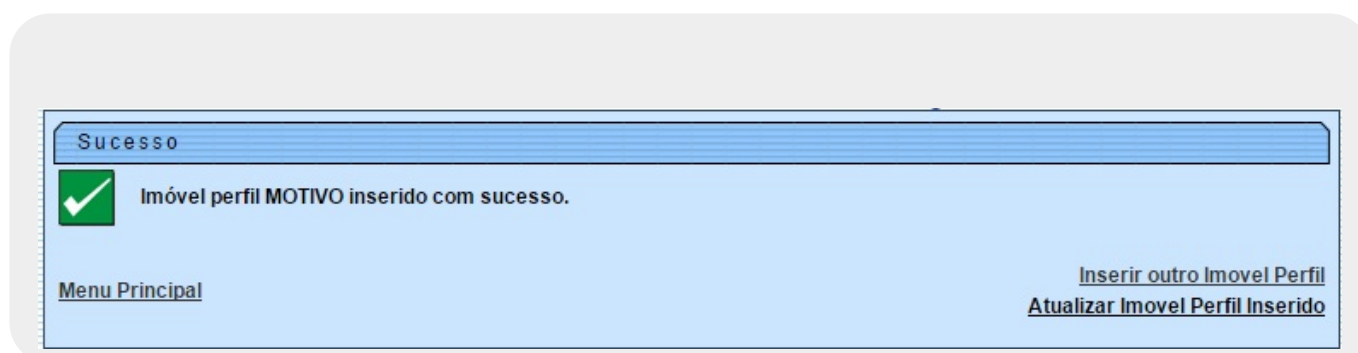 Sucesso
Imóvel perfil MOTIVO inserido com sucesso.
Menu Principal
Inserir outro Imovel Perfil
Atualizar Imovel Perfil Inserido